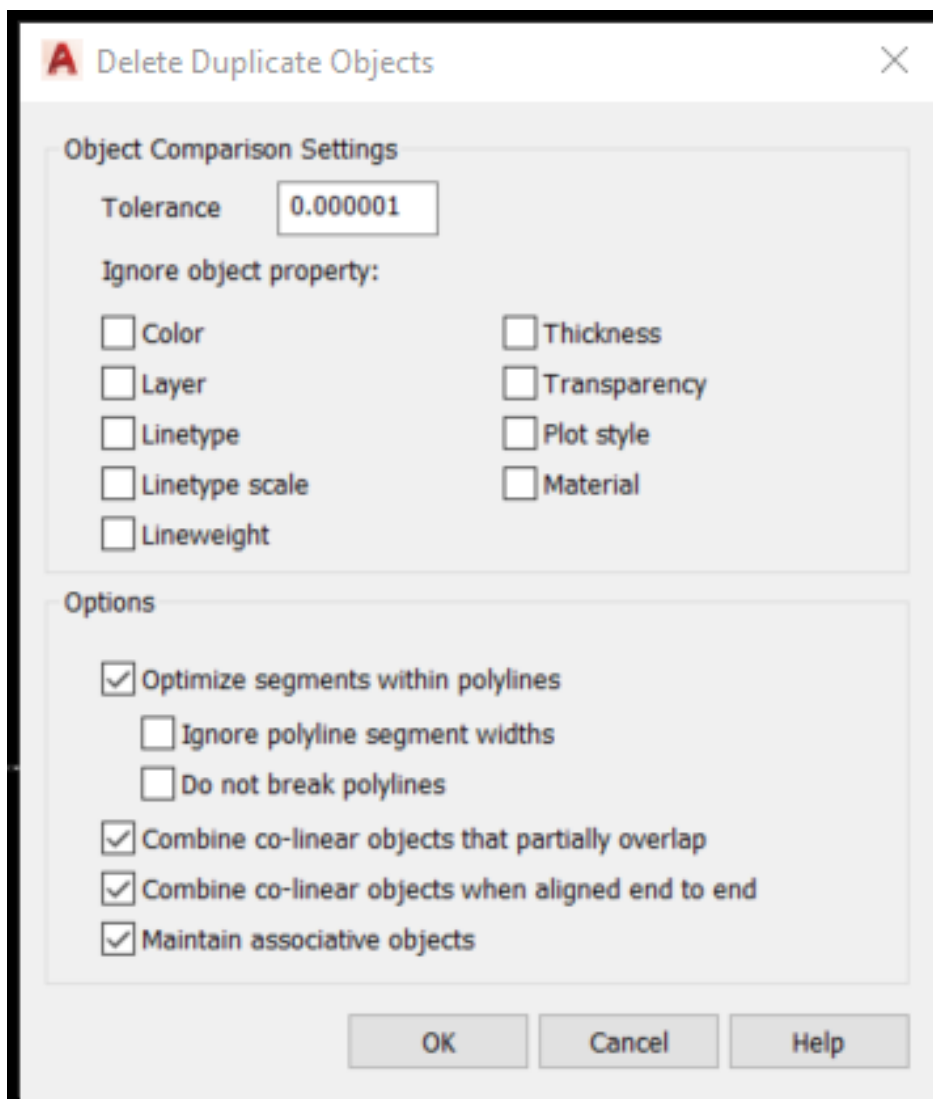 A Delete Duplicate Objects
Object Comparison Settings
Tolerance 0.000001
Ignore object property:
Color
Layer
Linetype
Linetype scale
Lineweight
Thickness
Transparency
Plot style
Material
Options
Optimize segments within polylines
Ignore polyline segment widths
Do not break polylines
Combine co-linear objects that partially overlap
Combine co-linear objects when aligned end to end
Maintain associative objects
OK Cancel Help